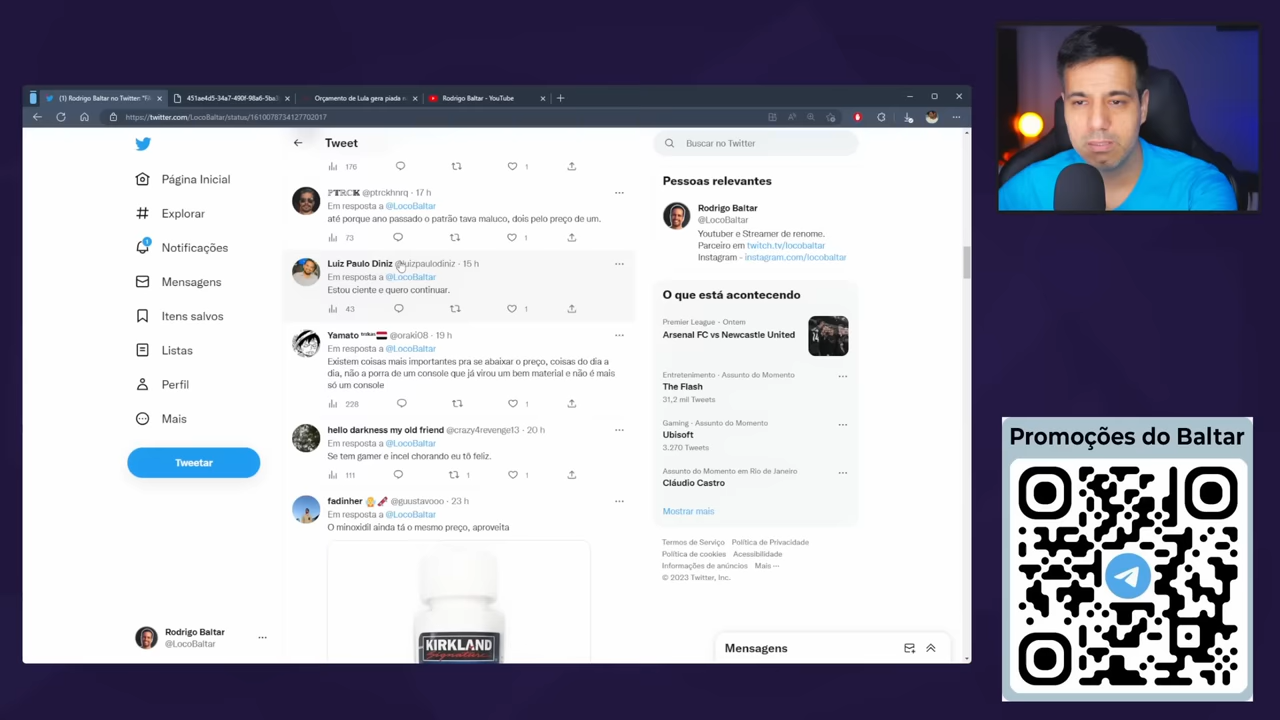 (1) Rodrigo Baltar no Twitter: "Fi
451ae4d5-34a7-490f-98a6-5ba
Orçamento de Lula gera piada n
Rodrigo Baltar - YouTube
https://twitter.com/LocoBaltar/status/1610078734127702017
Página Inicial
Explorar
1
Notificações
Mensagens
Itens salvos
Listas
Perfil
Mais
Tweetar
Rodrigo Baltar
@LocoBaltar
Tweet
176
1
PTRCK @ptrckhnrq · 17 h
Em resposta a @LocoBaltar
até porque ano passado o patrão tava maluco, dois pelo preço de um.
73
1
Luiz Paulo Diniz @luizpaulodiniz · 15 h
Em resposta a @LocoBaltar
Estou ciente e quero continuar.
43
1
Yamato @oraki08 · 19 h
Em resposta a @LocoBaltar
Existem coisas mais importantes pra se abaixar o preço, coisas do dia a
dia, não a porra de um console que já virou um bem material e não é mais
só um console
228
1
hello darkness my old friend @crazy4revenge13 · 20 h
Em resposta a @LocoBaltar
Se tem gamer e incel chorando eu tô feliz.
111
1
1
fadinher @guustavooo · 23 h
Em resposta a @LocoBaltar
O minoxidil ainda tá o mesmo preço, aproveita
KIRKLAND
Signature
Buscar no Twitter
Pessoas relevantes
Rodrigo Baltar
@LocoBaltar
Youtuber e Streamer de renome.
Parceiro em twitch.tv/locobaltar
Instagram - instagram.com/locobaltar
O que está acontecendo
Premier League · Ontem
Arsenal FC vs Newcastle United
Entretenimento · Assunto do Momento
The Flash
31,2 mil Tweets
Gaming · Assunto do Momento
Ubisoft
3.270 Tweets
Assunto do Momento em Rio de Janeiro
Cláudio Castro
Mostrar mais
Termos de Serviço Política de Privacidade
Política de cookies Acessibilidade
Informações de anúncios Mais ···
© 2023 Twitter, Inc.
Mensagens
Promoções do Baltar